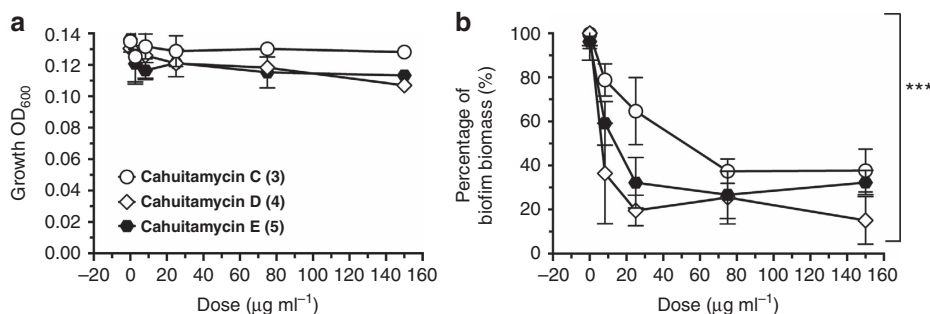 a
Growth OD600
0.14
0.12
0.10
0.08
0.06
0.04
0.02
0.00
Cahuitamycin C (3)
Cahuitamycin D (4)
Cahuitamycin E (5)
–20 0 20 40 60 80 100 120 140 160
Dose (μg ml–1)
b
Percentage of
biofim biomass (%)
100
80
60
40
20
0
–20 0 20 40 60 80 100 120 140 160
Dose (μg ml–1)
***